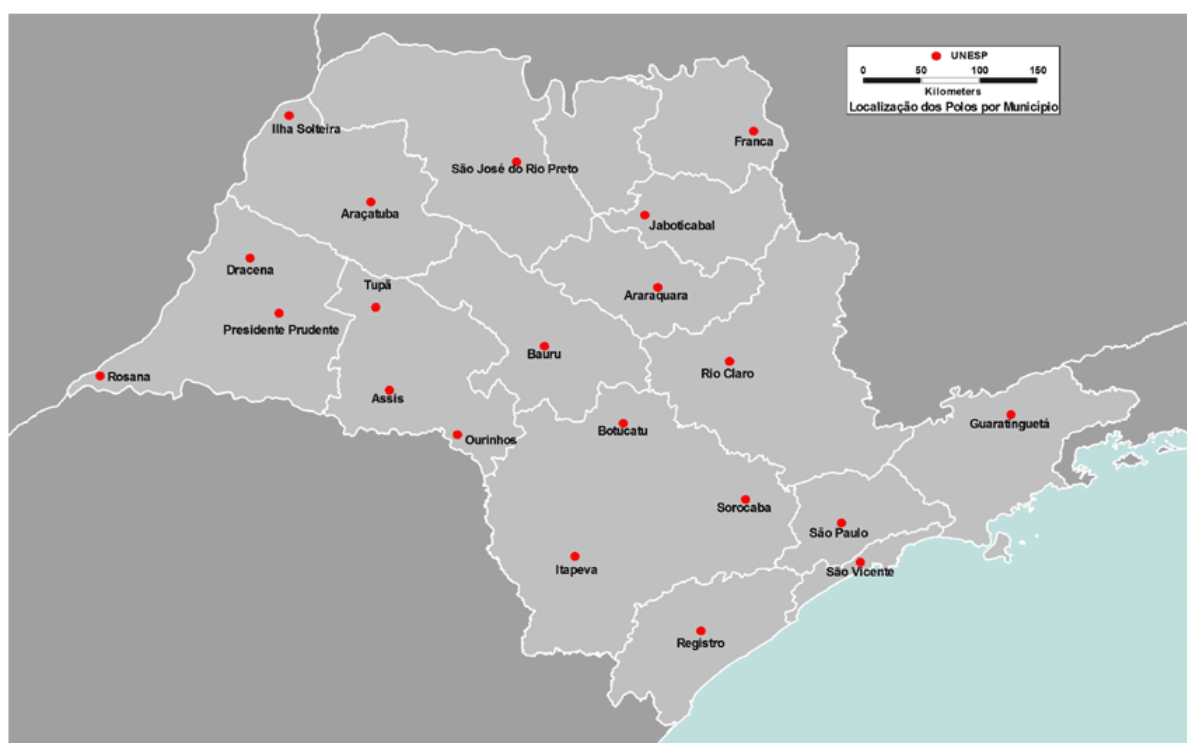 UNESP
0 50 100 150
Kilometers
Localização dos Polos por Município
Ilha Solteira
Franca
São José do Rio Preto
Araçatuba
Jaboticabal
Dracena
Tupã
Araraquara
Presidente Prudente
Bauru
Rio Claro
Rosana
Assis
Guaratinguetá
Ourinhos
Botucatu
Sorocaba
São Paulo
Itapeva
São Vicente
Registro